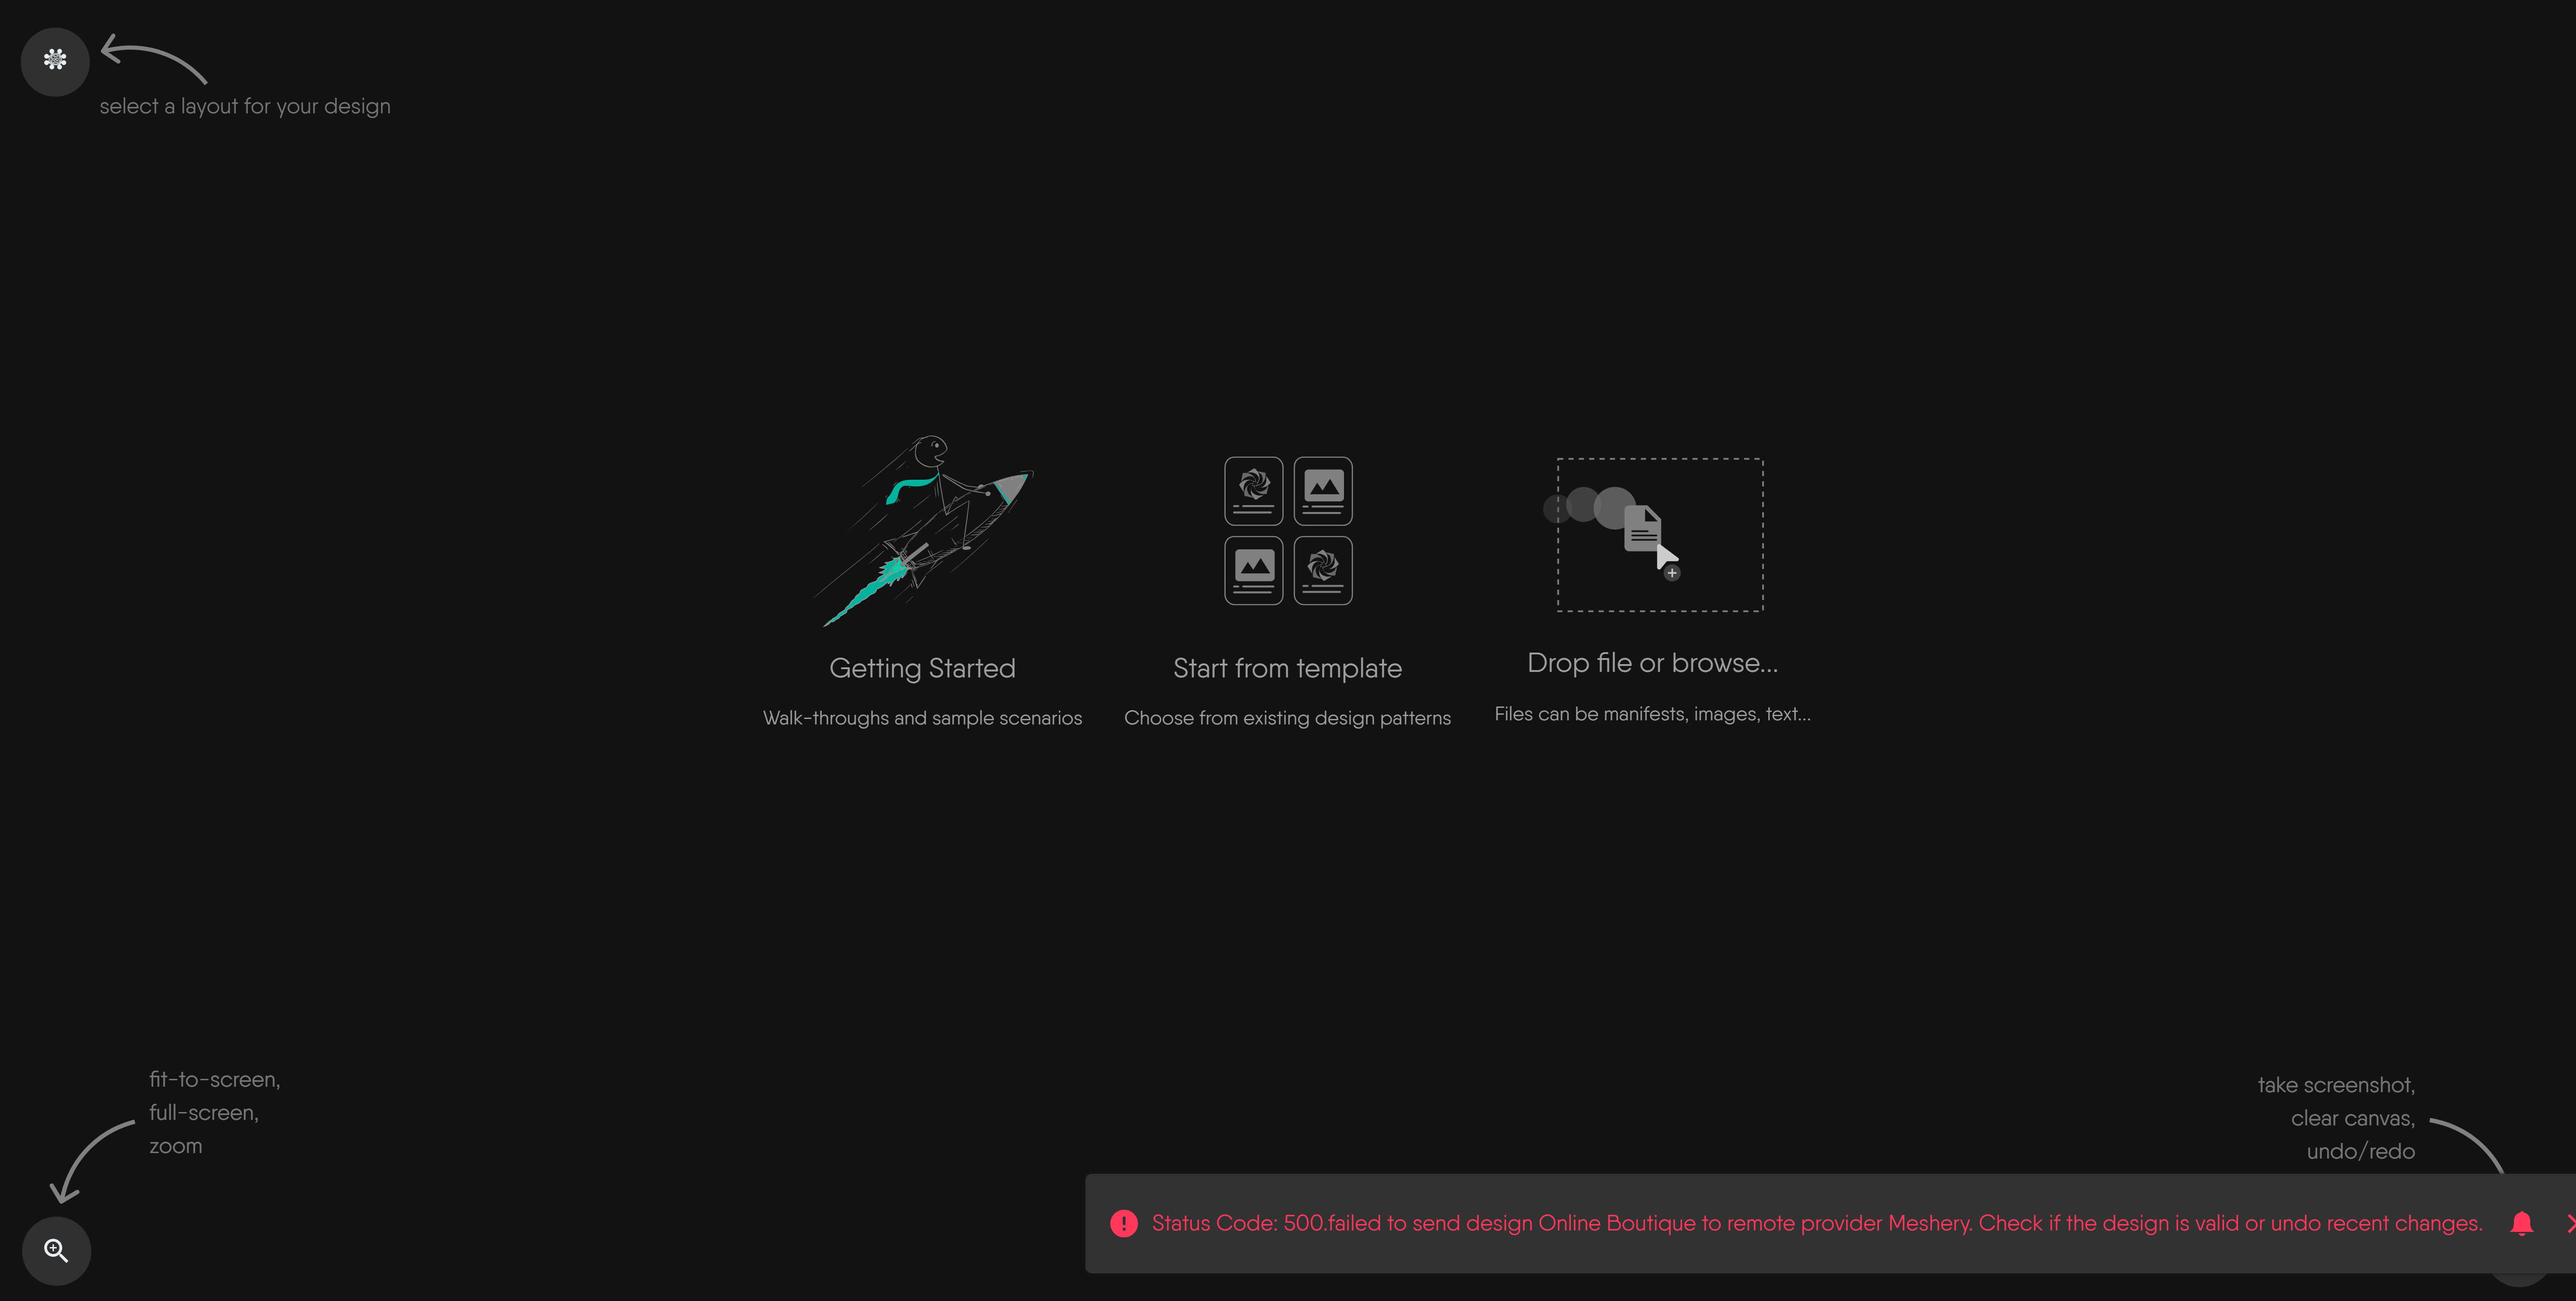 select a layout for your design
Getting Started
Walk-throughs and sample scenarios
Start from template
Choose from existing design patterns
Drop file or browse...
Files can be manifests, images, text...
fit-to-screen,
full-screen,
zoom
take screenshot,
clear canvas,
undo/redo
Status Code: 500.failed to send design Online Boutique to remote provider Meshery. Check if the design is valid or undo recent changes.